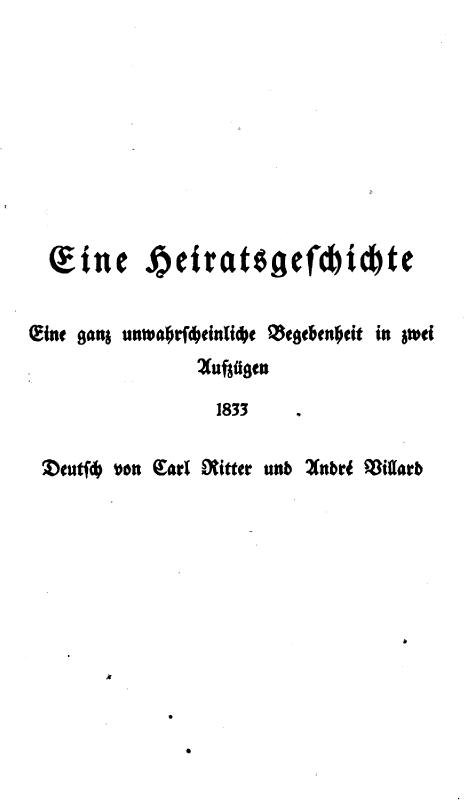 Eine Heiratsgeschichte
Eine ganz unwahrscheinliche Begebenheit in zwei
Aufzügen
1833
Deutsch von Carl Ritter und André Villard